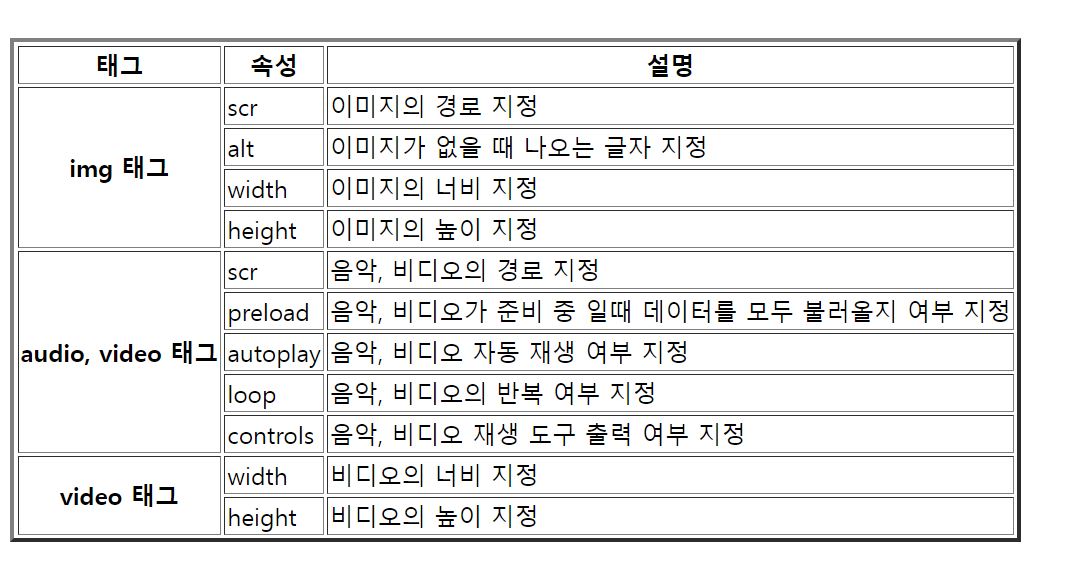 태그 속성 설명
img 태그 scr 이미지의 경로 지정
alt 이미지가 없을 때 나오는 글자 지정
width 이미지의 너비 지정
height 이미지의 높이 지정
audio, video 태그 scr 음악, 비디오의 경로 지정
preload 음악, 비디오가 준비 중 일때 데이터를 모두 불러올지 여부 지정
autoplay 음악, 비디오 자동 재생 여부 지정
loop 음악, 비디오의 반복 여부 지정
controls 음악, 비디오 재생 도구 출력 여부 지정
video 태그 width 비디오의 너비 지정
height 비디오의 높이 지정